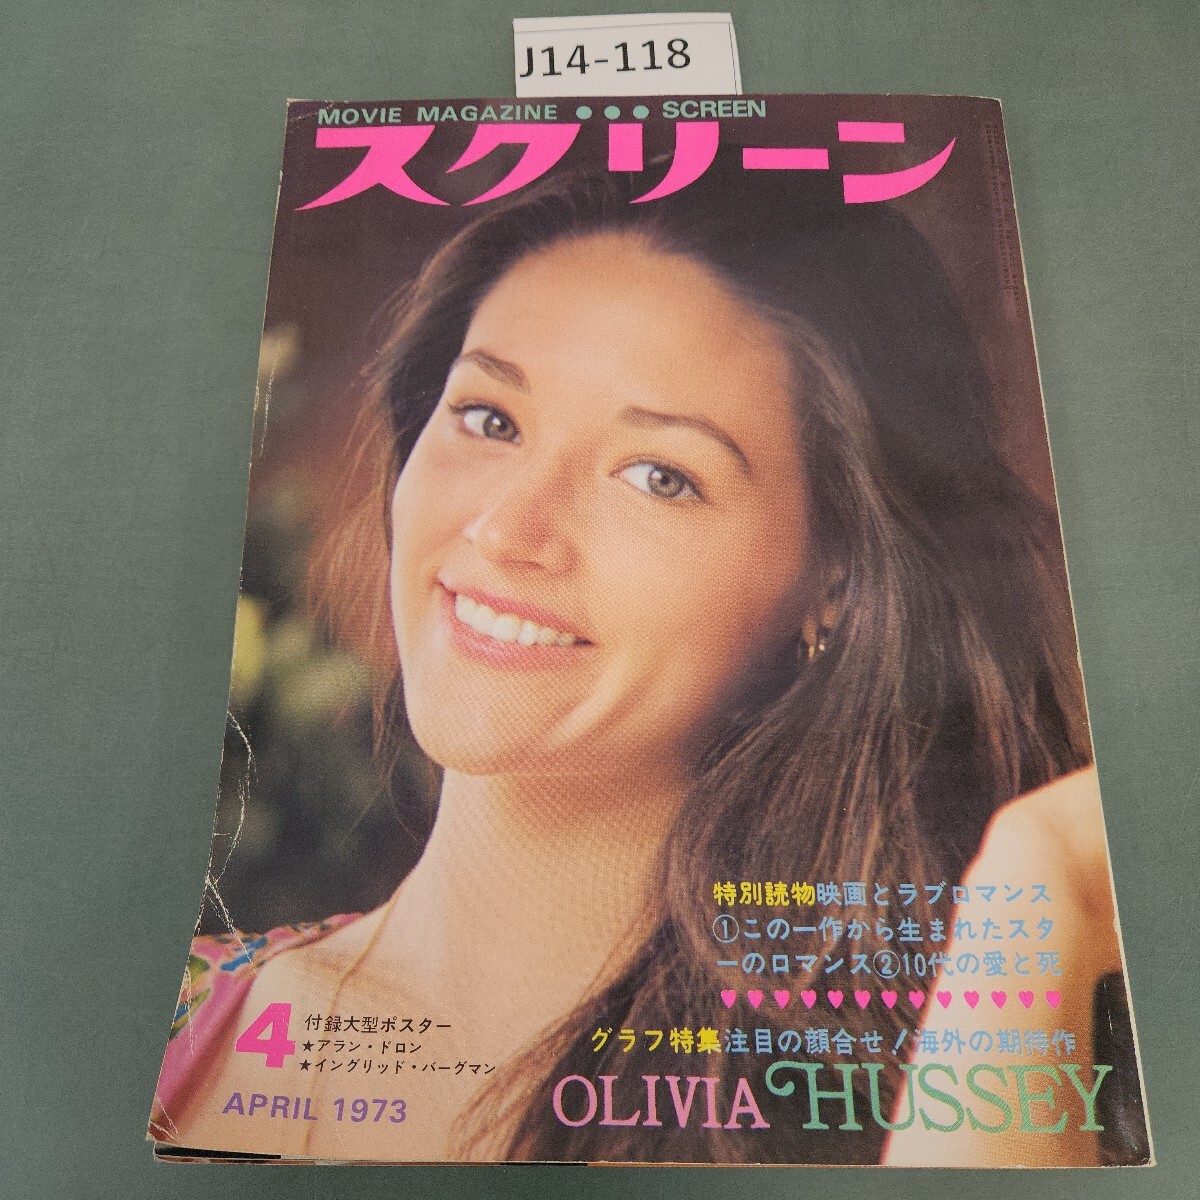 J14-118
MOVIE MAGAZINE ●●● SCREEN
スクリーン
特別読物映画とラブロマンス
①この一作から生まれたスタ
ーのロマンス②10代の愛と死
♥♥♥♥♥♥♥♥♥♥♥♥♥
グラフ特集注目の顔合せ!海外の期待作
OLIVIA HUSSEY
4
付録大型ポスター
★アラン・ドロン
★イングリッド・バーグマン
APRIL 1973